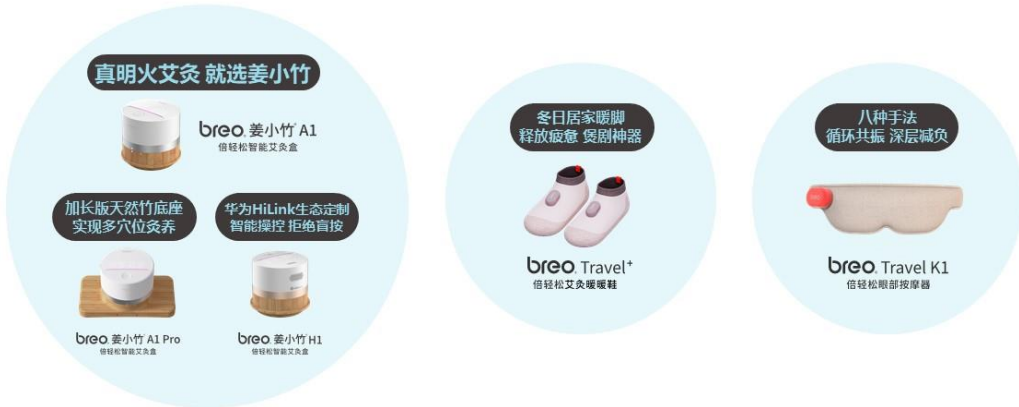 真明火艾灸 就选姜小竹
breo. 姜小竹 A1
倍轻松智能艾灸盒
加长版天然竹底座
实现多穴位灸养
breo. 姜小竹 A1 Pro
倍轻松智能艾灸盒
华为HiLink生态定制
智能操控 拒绝盲按
breo. 姜小竹 H1
倍轻松智能艾灸盒
冬日居家暖脚
释放疲惫 煲剧神器
breo. Travel+
倍轻松艾灸暖暖鞋
八种手法
循环共振 深层减负
breo. Travel K1
倍轻松眼部按摩器